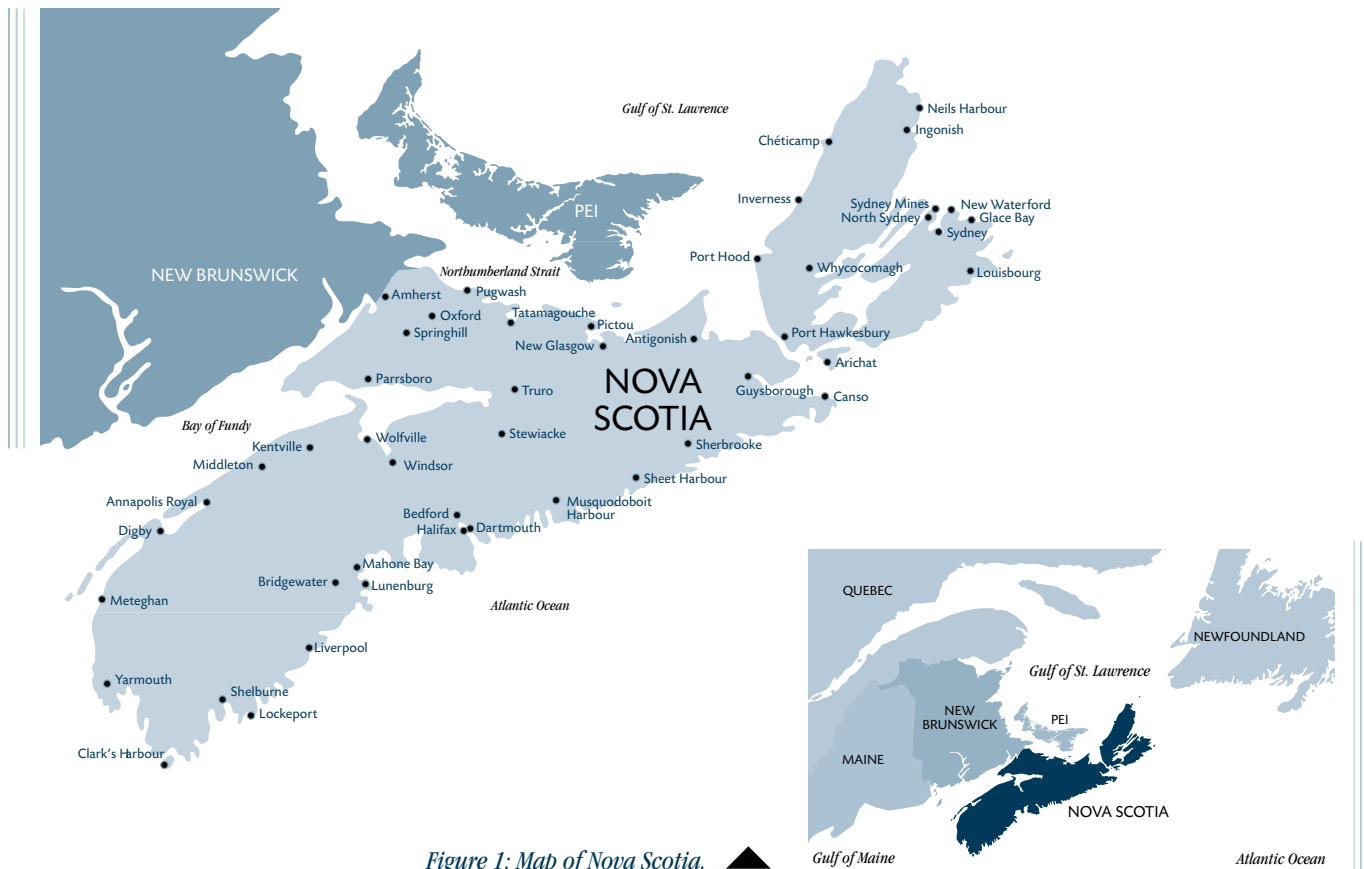 Gulf of St. Lawrence
Neils Harbour
Ingonish
Chéticamp
Inverness
Sydney Mines
New Waterford
North Sydney
Glace Bay
Sydney
PEI
Port Hood
Whycocomagh
Louisbourg
NEW BRUNSWICK
Northumberland Strait
Amherst
Pugwash
Oxford
Tatamagouche
Springhill
Pictou
New Glasgow
Antigonish
Port Hawkesbury
Arichat
Parrsboro
Truro
NOVA
SCOTIA
Guysborough
Canso
Bay of Fundy
Kentville
Wolfville
Stewiacke
Sherbrooke
Middleton
Windsor
Sheet Harbour
Annapolis Royal
Musquodoboit
Harbour
Bedford
Digby
Halifax
Dartmouth
Mahone Bay
Bridgewater
Lunenburg
Meteghan
Atlantic Ocean
Liverpool
Yarmouth
Shelburne
Lockeport
Clark's Harbour
QUEBEC
NEWFOUNDLAND
Gulf of St. Lawrence
NEW
BRUNSWICK
PEI
MAINE
NOVA SCOTIA
Gulf of Maine
Atlantic Ocean
Figure 1: Map of Nova Scotia.